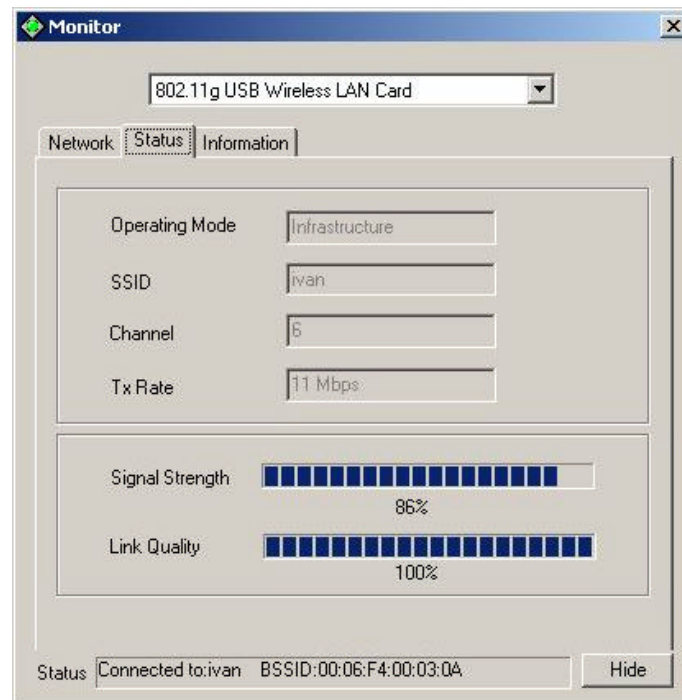 Monitor
802.11g USB Wireless LAN Card
Network Status Information
Operating Mode Infrastructure
SSID ivan
Channel 6
Tx Rate 11 Mbps
Signal Strength
86%
Link Quality
100%
Status Connected to:ivan BSSID:00:06:F4:00:03:0A Hide